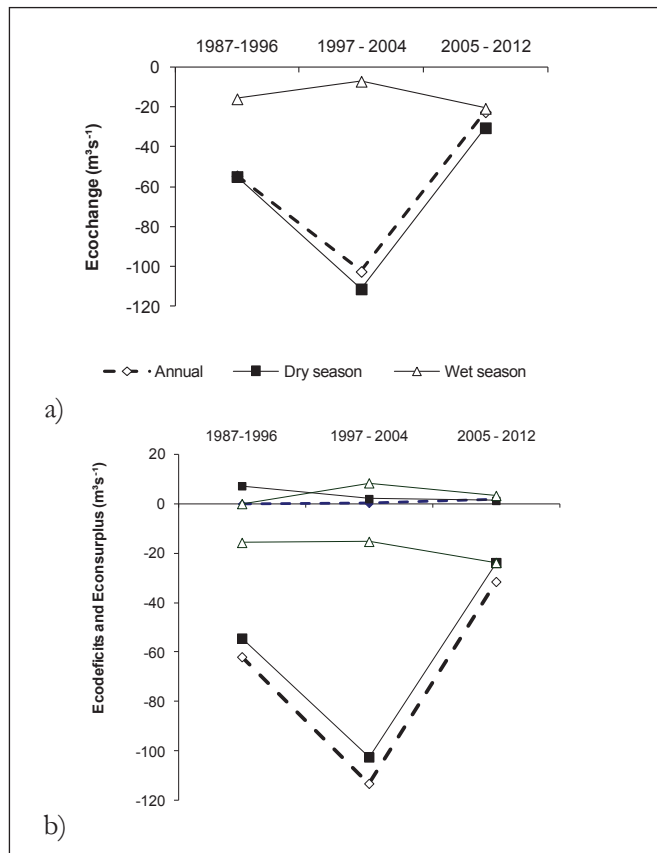 1987-1996 1997 - 2004 2005 - 2012
0
-20
-40
-60
-80
-100
-120
Ecochange (m³s⁻¹)
Annual Dry season Wet season
a)
1987-1996 1997 - 2004 2005 - 2012
20
0
-20
-40
-60
-80
-100
-120
Ecodeficits and Econsurplus (m³s⁻¹)
b)